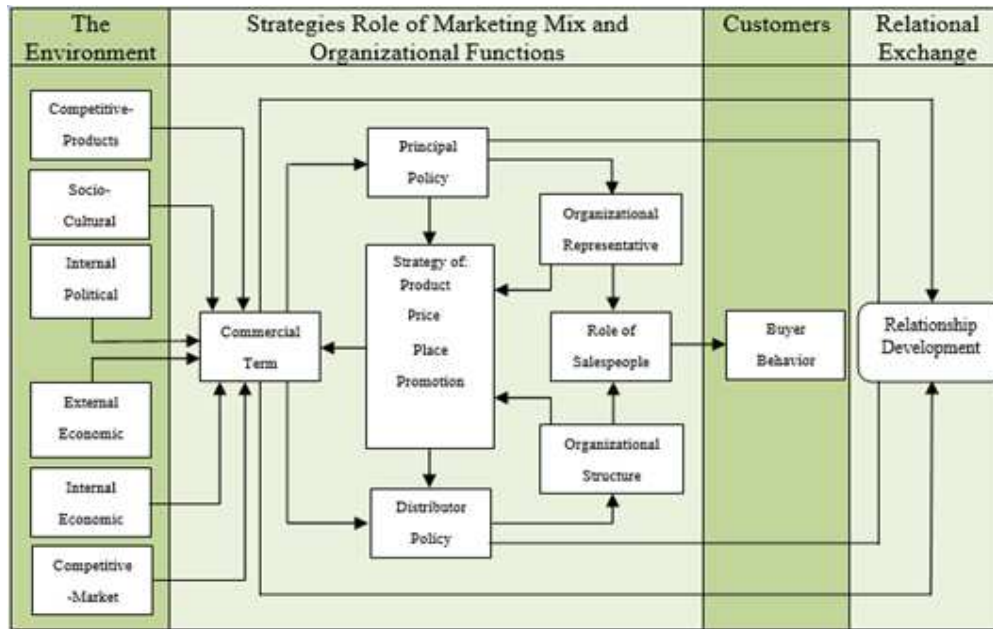 The
Environment
Strategies Role of Marketing Mix and
Organizational Functions
Customers
Relational
Exchange
Competitive-
Products
Socio-
Cultural
Internal
Political
External
Economic
Internal
Economic
Competitive
-Market
Commercial
Term
Principal
Policy
Strategy of:
Product
Price
Place
Promotion
Distributor
Policy
Organizational
Representative
Role of
Salespeople
Organizational
Structure
Buyer
Behavior
Relationship
Development